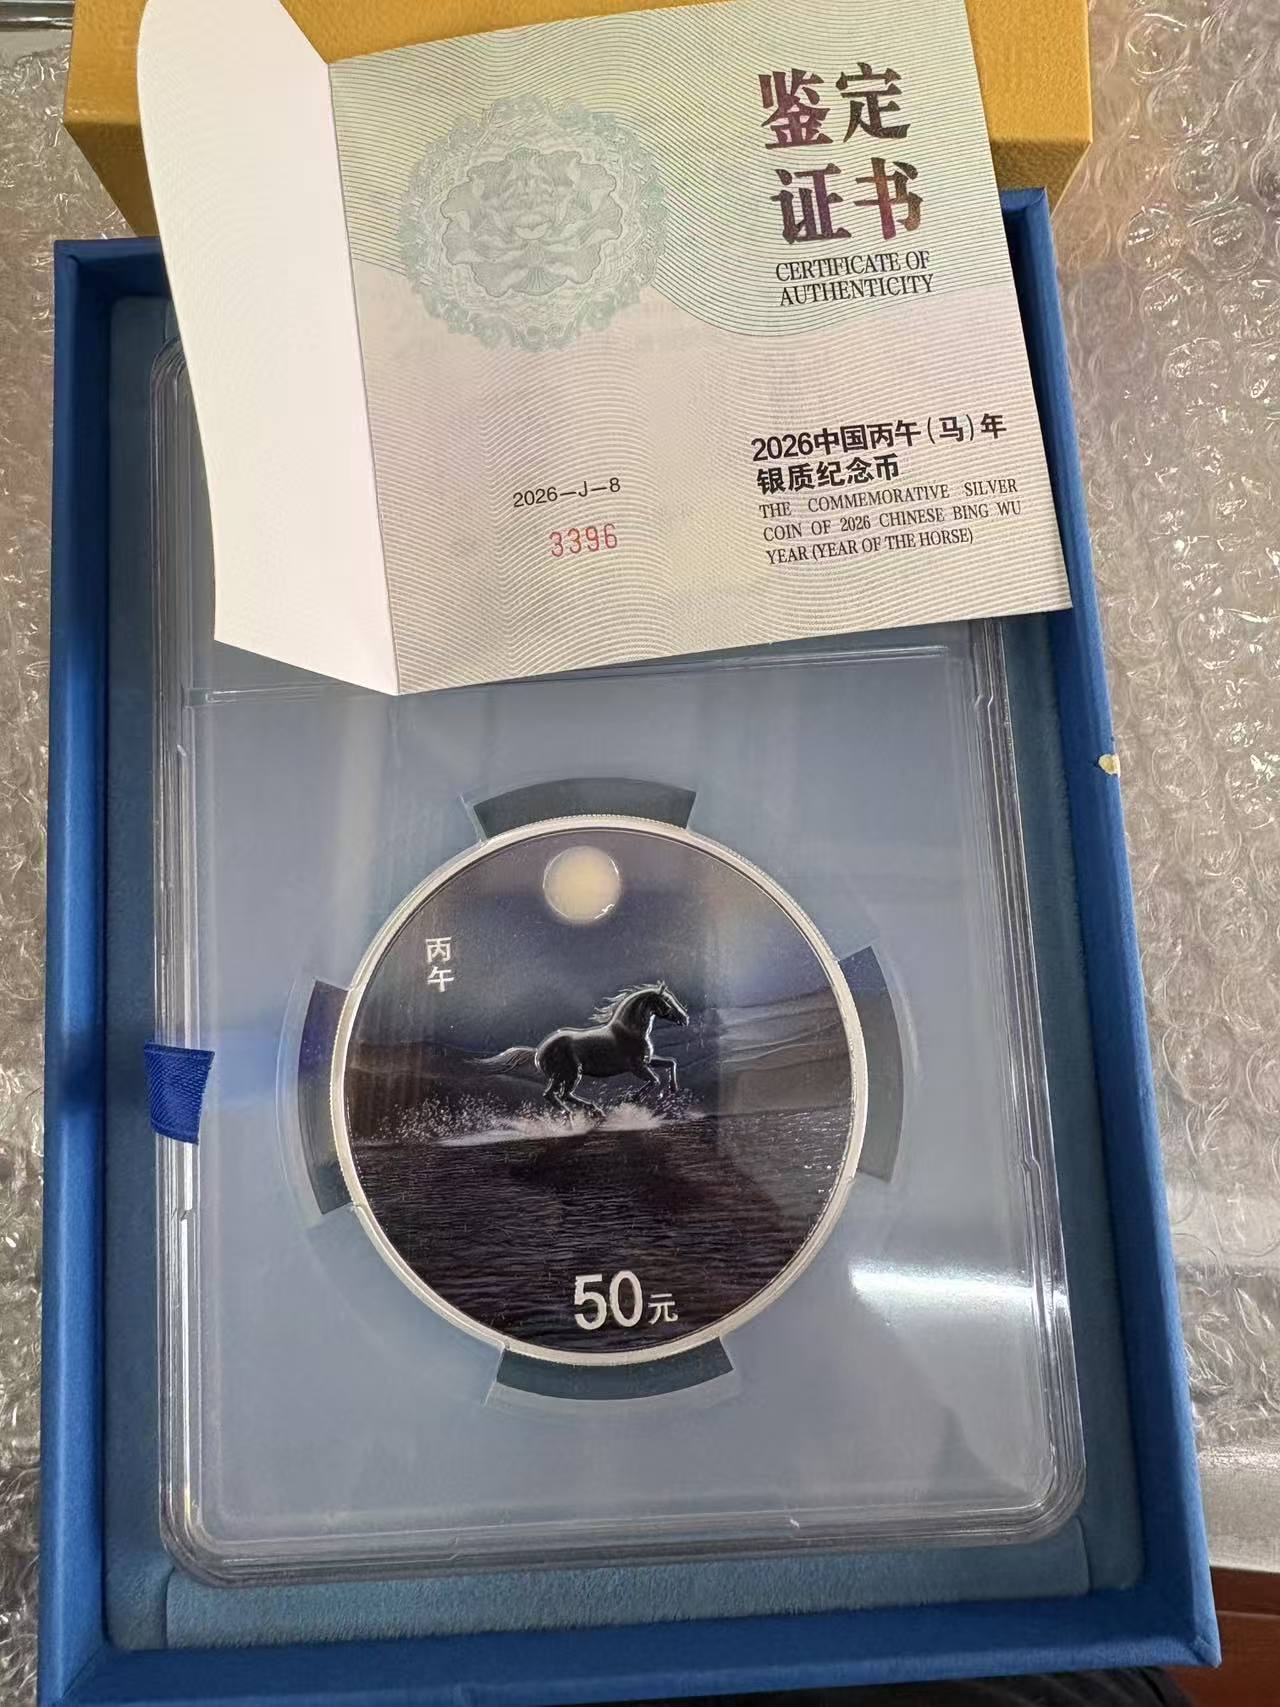 鉴定
证书
CERTIFICATE OF
AUTHENTICITY
2026中国丙午(马)年
银质纪念币
THE COMMEMORATIVE SILVER
COIN OF 2026 CHINESE BING WU
YEAR (YEAR OF THE HORSE)
2026—J—8
3396
丙
午
50元